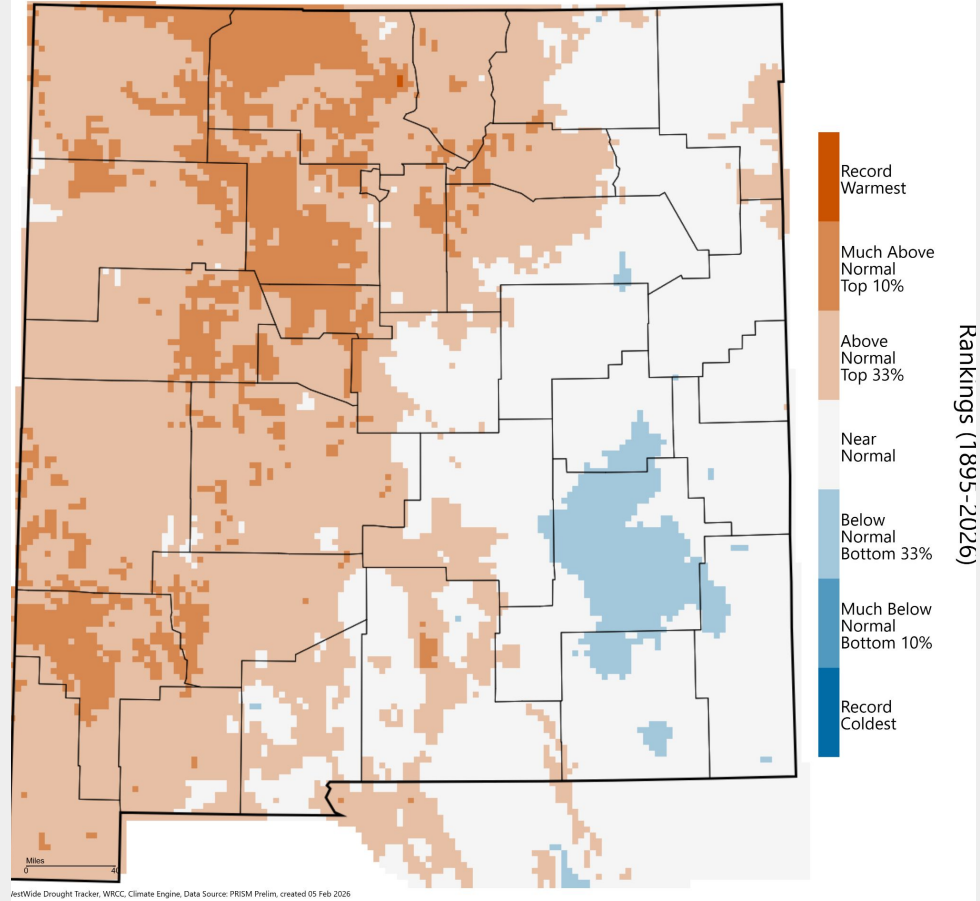 Record
Warmest
Much Above
Normal
Top 10%
Above
Normal
Top 33%
Near
Normal
Below
Normal
Bottom 33%
Much Below
Normal
Bottom 10%
Record
Coldest
Rankings (1895-2026)
Miles
0 40
WestWide Drought Tracker, WRCC, Climate Engine, Data Source: PRISM Prelim, created 05 Feb 2026